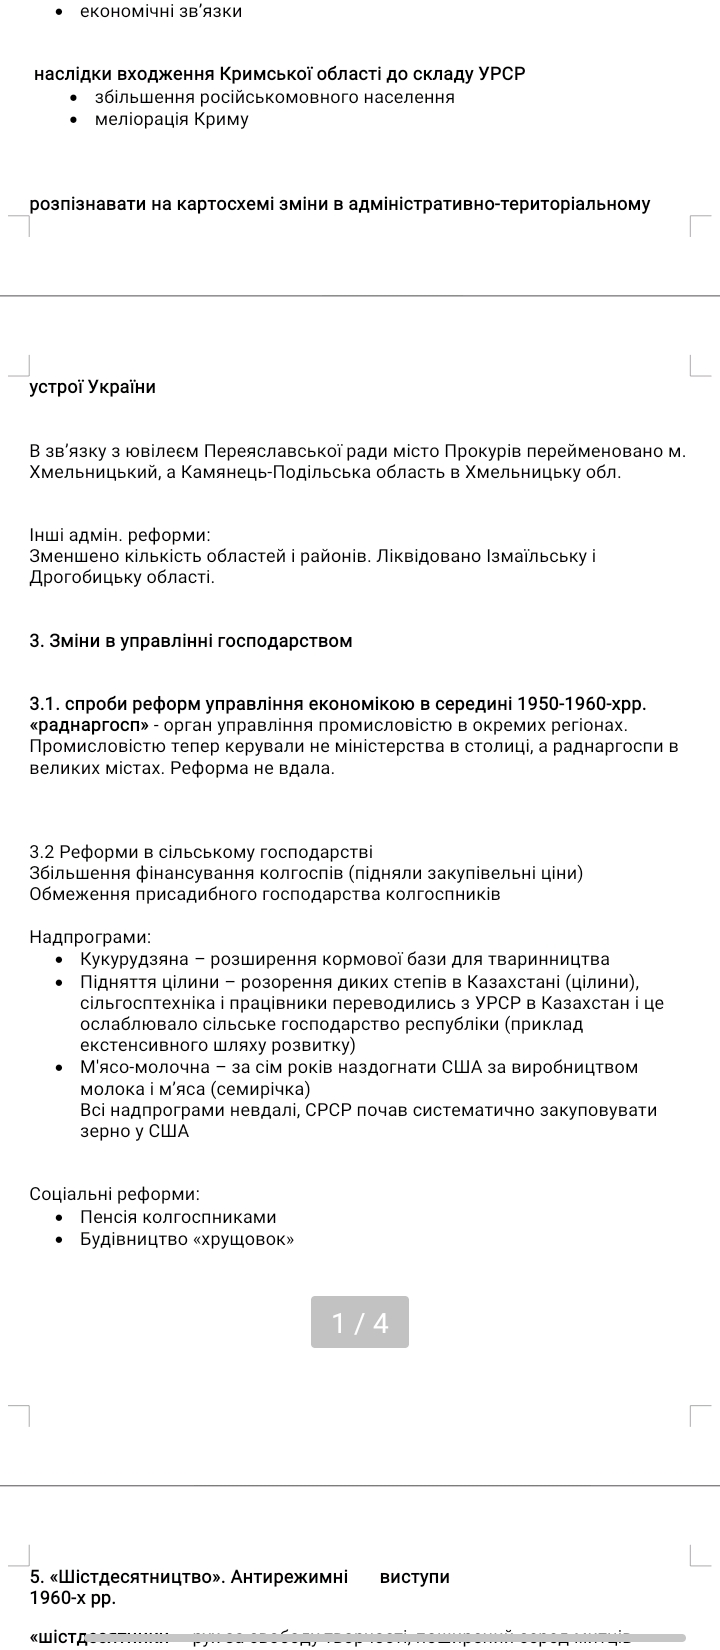 • економічні зв’язки
наслідки входження Кримської області до складу УРСР
• збільшення російськомовного населення
• меліорація Криму
розпізнавати на картосхемі зміни в адміністративно-територіальному
устрої України
В зв’язку з ювілеєм Переяславської ради місто Прокурів перейменовано м.
Хмельницький, а Камянець-Подільська область в Хмельницьку обл.
Інші адмін. реформи:
Зменшено кількість областей і районів. Ліквідовано Ізмаїльську і
Дрогобицьку області.
3. Зміни в управлінні господарством
3.1. спроби реформ управління економікою в середині 1950-1960-хрр.
«раднаргосп» - орган управління промисловістю в окремих регіонах.
Промисловістю тепер керували не міністерства в столиці, а раднаргоспи в
великих містах. Реформа не вдала.
3.2 Реформи в сільському господарстві
Збільшення фінансування колгоспів (підняли закупівельні ціни)
Обмеження присадибного господарства колгоспників
Надпрограми:
• Кукурудзяна – розширення кормової бази для тваринництва
• Підняття цілини – розорення диких степів в Казахстані (цілини),
сільгосптехніка і працівники переводились з УРСР в Казахстан і це
ослаблювало сільське господарство республіки (приклад
екстенсивного шляху розвитку)
• М'ясо-молочна – за сім років наздогнати США за виробництвом
молока і м’яса (семирічка)
Всі надпрограми невдалі, СРСР почав систематично закуповувати
зерно у США
Соціальні реформи:
• Пенсія колгоспниками
• Будівництво «хрущовок»
1 / 4
5. «Шістдесятництво». Антирежимні виступи
1960-х рр.